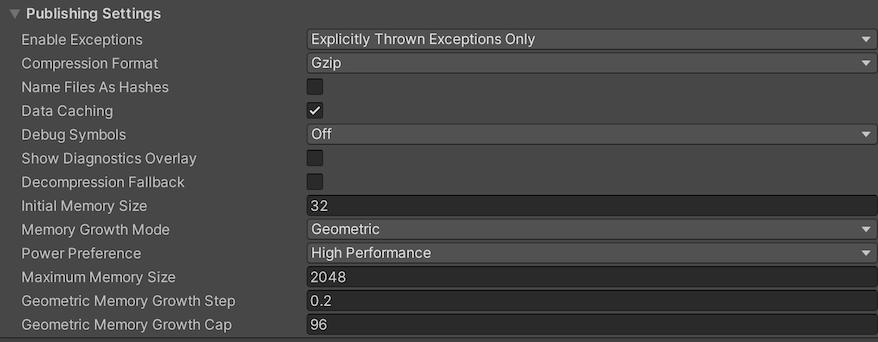 Publishing Settings
Enable Exceptions Explicitly Thrown Exceptions Only
Compression Format Gzip
Name Files As Hashes
Data Caching
Debug Symbols Off
Show Diagnostics Overlay
Decompression Fallback
Initial Memory Size 32
Memory Growth Mode Geometric
Power Preference High Performance
Maximum Memory Size 2048
Geometric Memory Growth Step 0.2
Geometric Memory Growth Cap 96